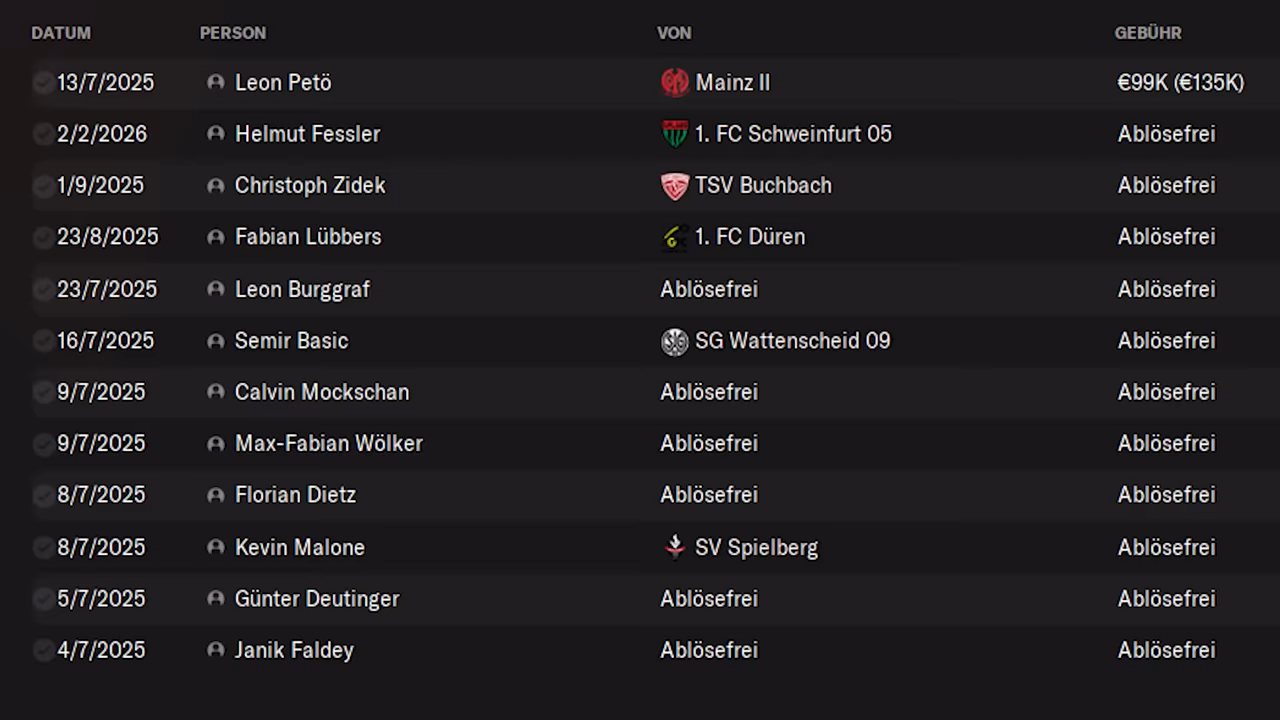 DATUM PERSON VON GEBÜHR
13/7/2025 Leon Petö Mainz II €99K (€135K)
2/2/2026 Helmut Fessler 1. FC Schweinfurt 05 Ablösefrei
1/9/2025 Christoph Zidek TSV Buchbach Ablösefrei
23/8/2025 Fabian Lübbers 1. FC Düren Ablösefrei
23/7/2025 Leon Burggraf Ablösefrei Ablösefrei
16/7/2025 Semir Basic SG Wattenscheid 09 Ablösefrei
9/7/2025 Calvin Mockschan Ablösefrei Ablösefrei
9/7/2025 Max-Fabian Wölker Ablösefrei Ablösefrei
8/7/2025 Florian Dietz Ablösefrei Ablösefrei
8/7/2025 Kevin Malone SV Spielberg Ablösefrei
5/7/2025 Günter Deutinger Ablösefrei Ablösefrei
4/7/2025 Janik Faldey Ablösefrei Ablösefrei